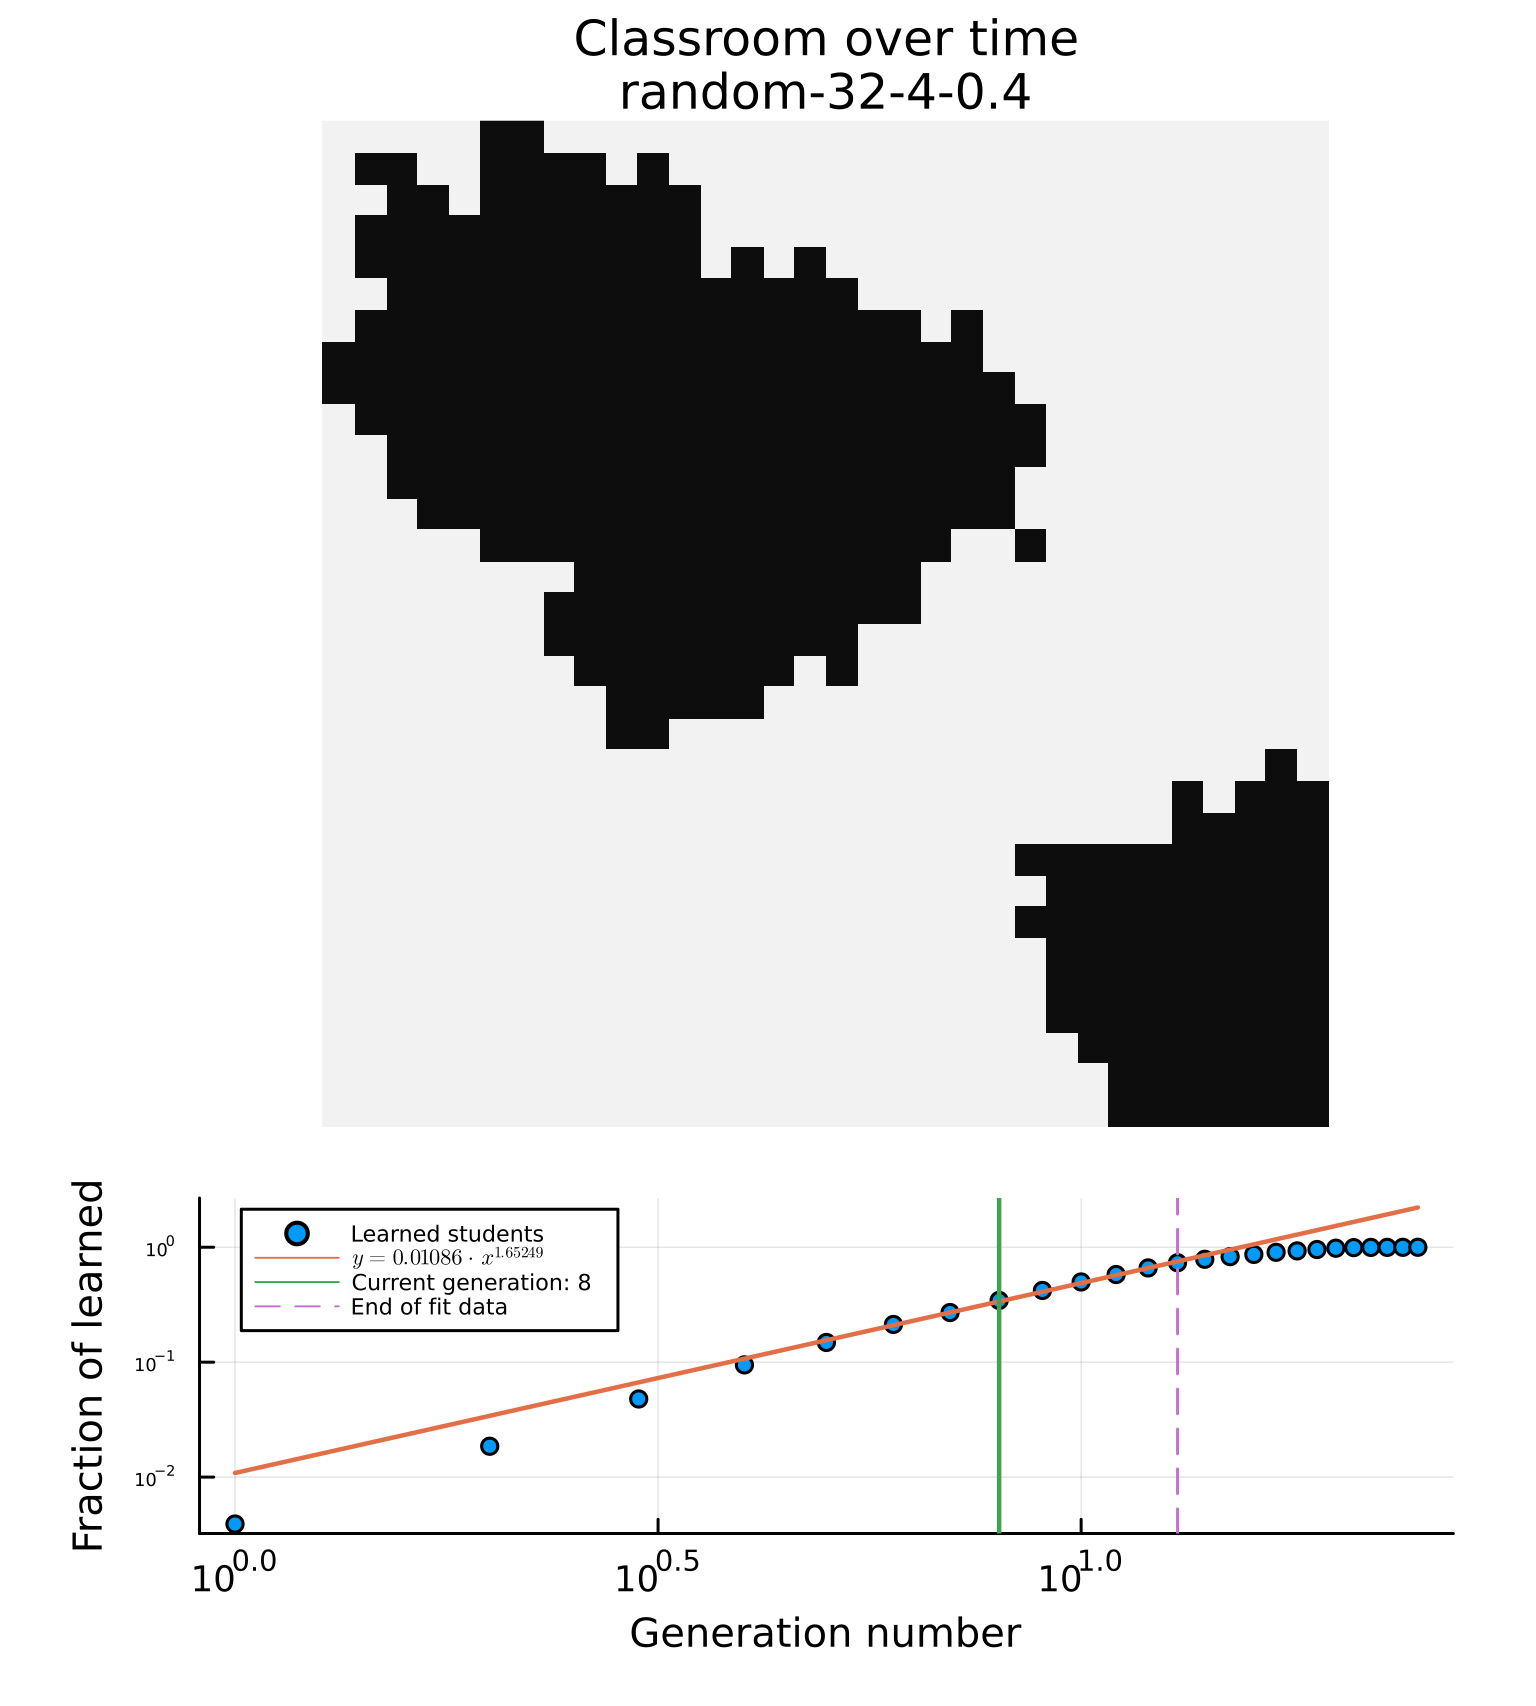 Classroom over time
random-32-4-0.4
Fraction of learned
Learned students
y = 0.01086 · x^1.65249
Current generation: 8
End of fit data
10^0
10^−1
10^−2
10^0.0
10^0.5
10^1.0
Generation number